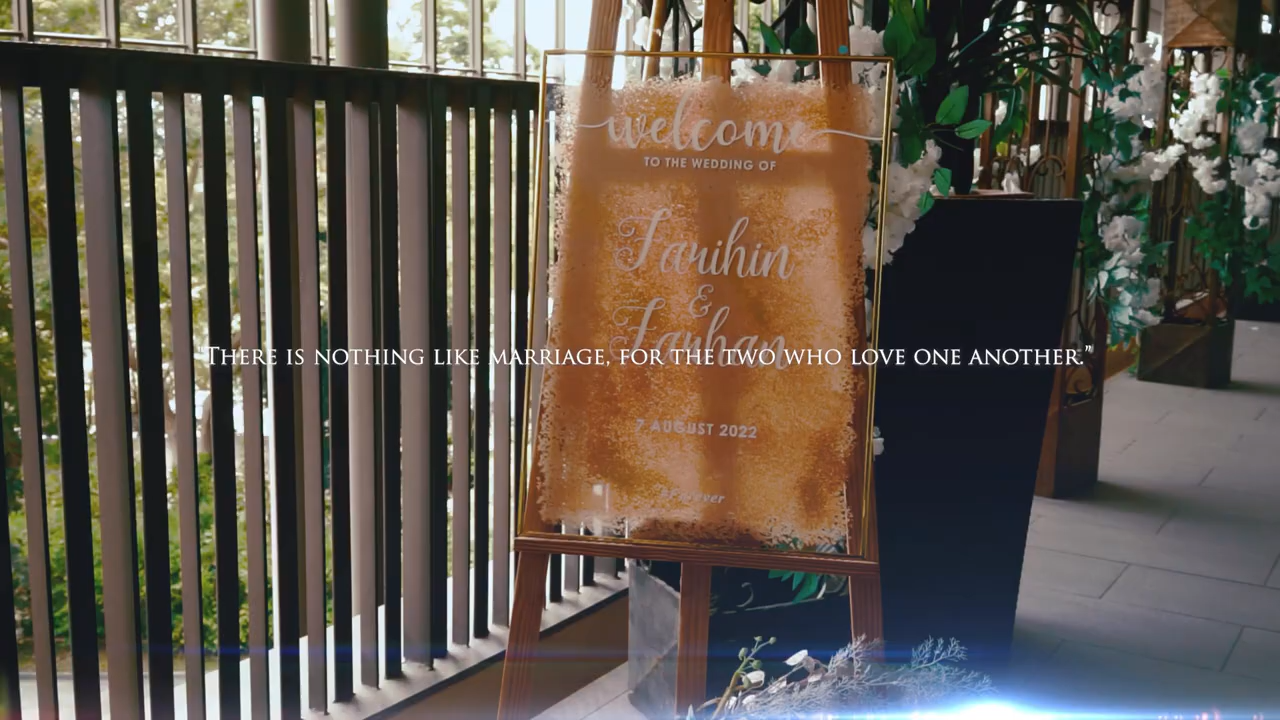 welcome
TO THE WEDDING OF
Farihin
&
Farhan
“THERE IS NOTHING LIKE MARRIAGE, FOR THE TWO WHO LOVE ONE ANOTHER.”
7 AUGUST 2022